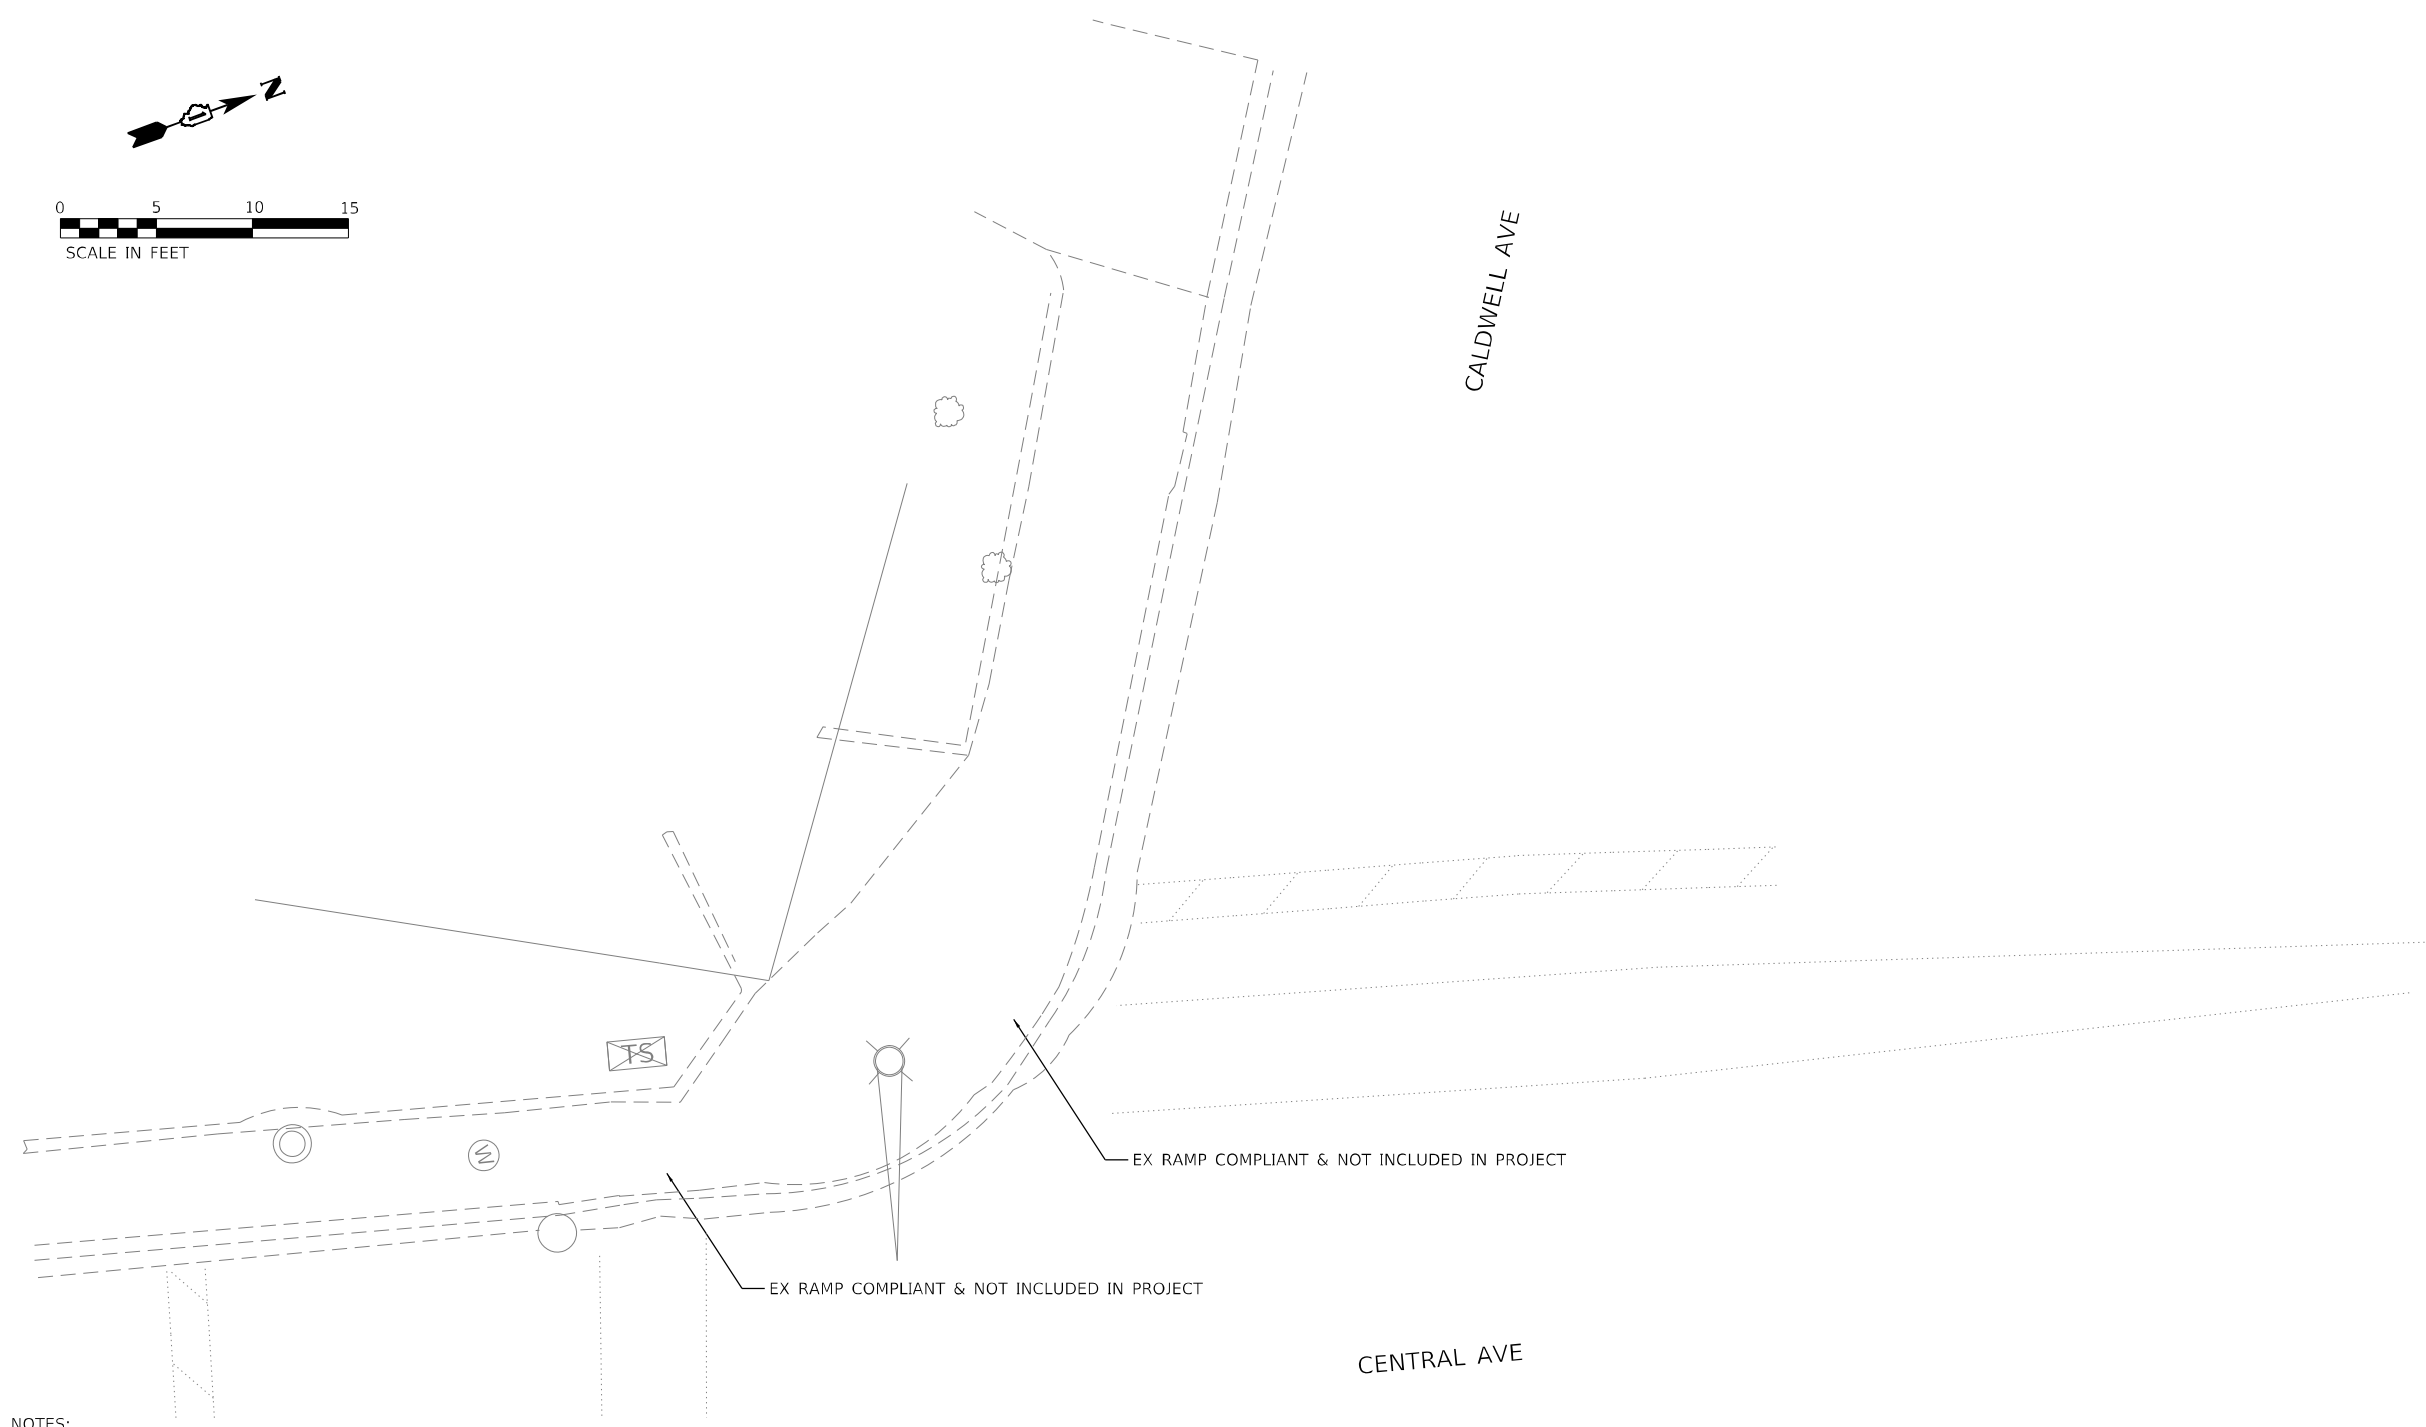 N
0 5 10 15
SCALE IN FEET
CALDWELL AVE
TS
W
EX RAMP COMPLIANT & NOT INCLUDED IN PROJECT
EX RAMP COMPLIANT & NOT INCLUDED IN PROJECT
CENTRAL AVE
NOTES: